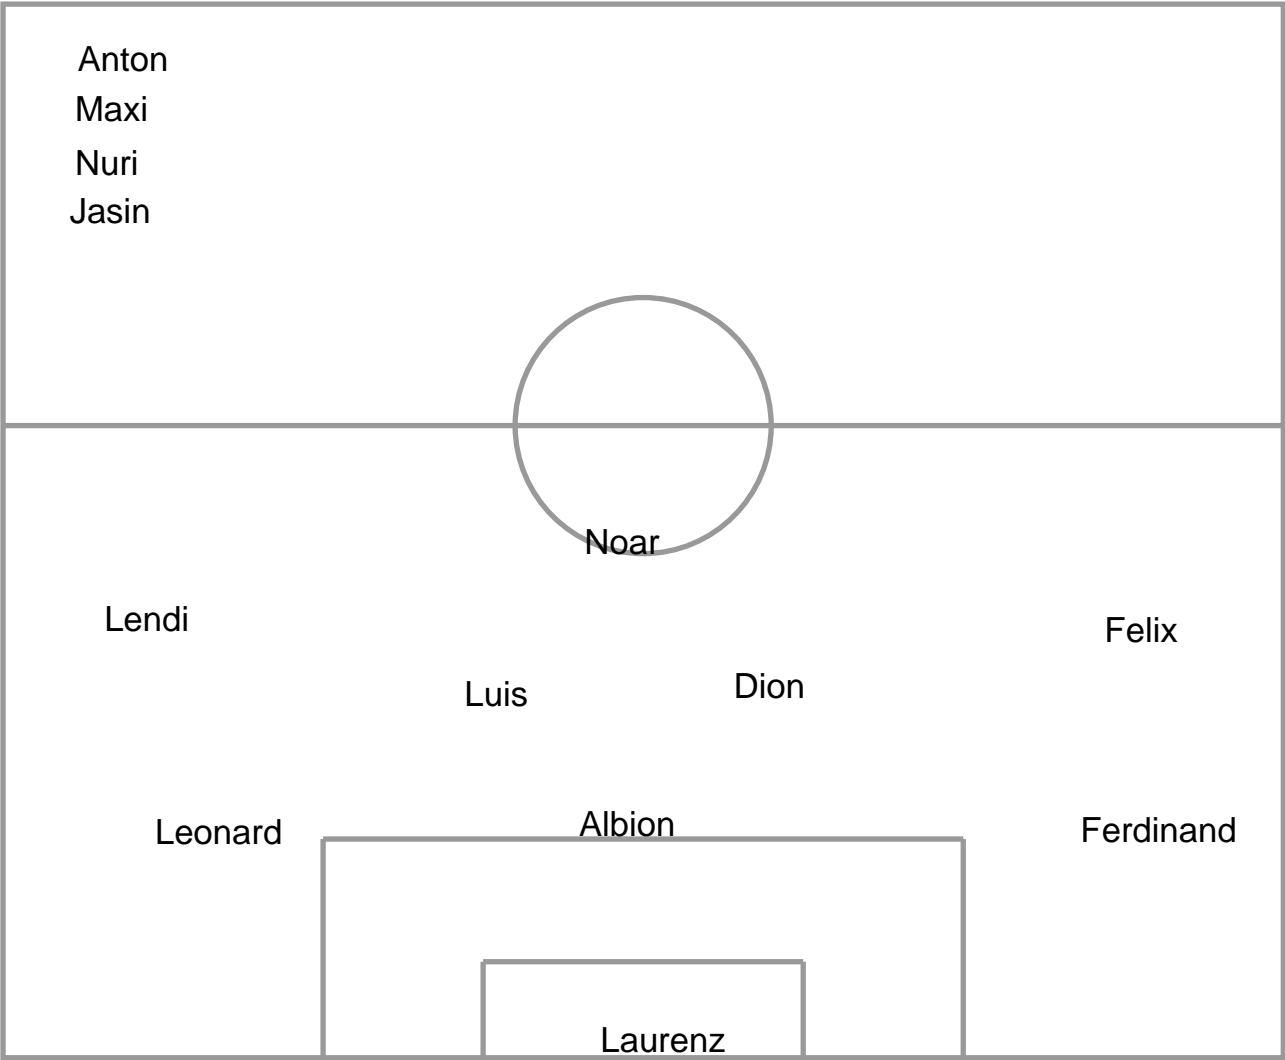 Anton
Maxi
Nuri
Jasin
Noar
Lendi
Felix
Luis
Dion
Leonard
Albion
Ferdinand
Laurenz